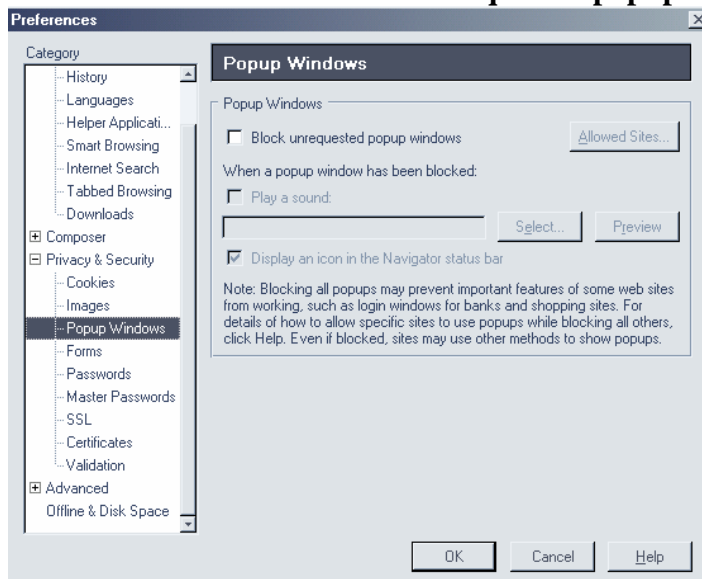 Preferences
Category
History
Languages
Helper Applicati...
Smart Browsing
Internet Search
Tabbed Browsing
Downloads
Composer
Privacy & Security
Cookies
Images
Popup Windows
Forms
Passwords
Master Passwords
SSL
Certificates
Validation
Advanced
Offline & Disk Space
Popup Windows
Popup Windows
Block unrequested popup windows
Allowed Sites...
When a popup window has been blocked:
Play a sound:
Select...
Preview
Display an icon in the Navigator status bar
Note: Blocking all popups may prevent important features of some web sites
from working, such as login windows for banks and shopping sites. For
details of how to allow specific sites to use popups while blocking all others,
click Help. Even if blocked, sites may use other methods to show popups.
OK
Cancel
Help